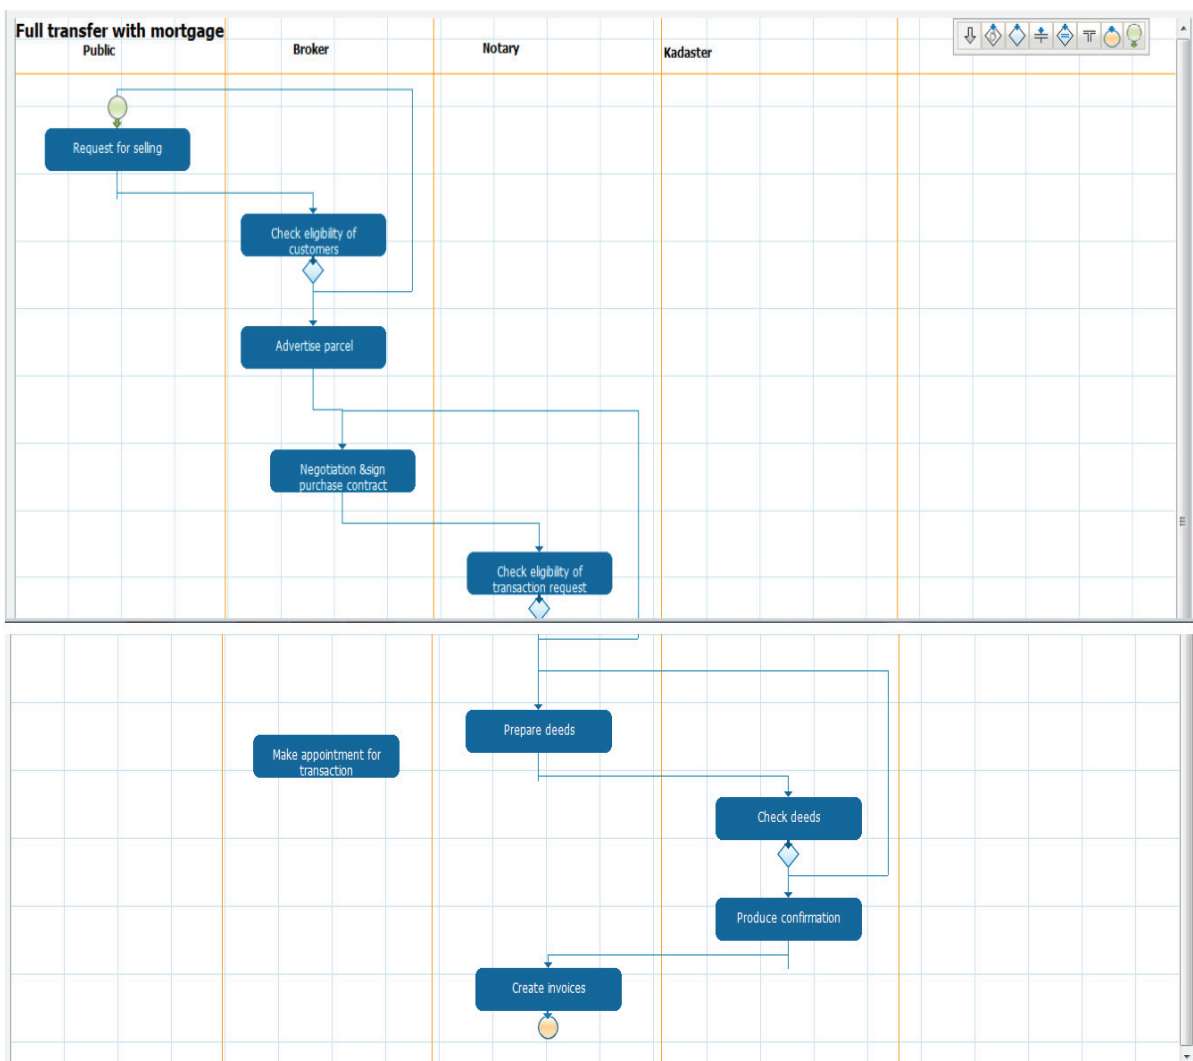 Full transfer with mortgage
Public
Broker
Notary
Kadaster
Request for selling
Check eligibility of
customers
Advertise parcel
Negotiation &sign
purchase contract
Check eligibility of
transaction request
Prepare deeds
Make appointment for
transaction
Check deeds
Produce confirmation
Create invoices